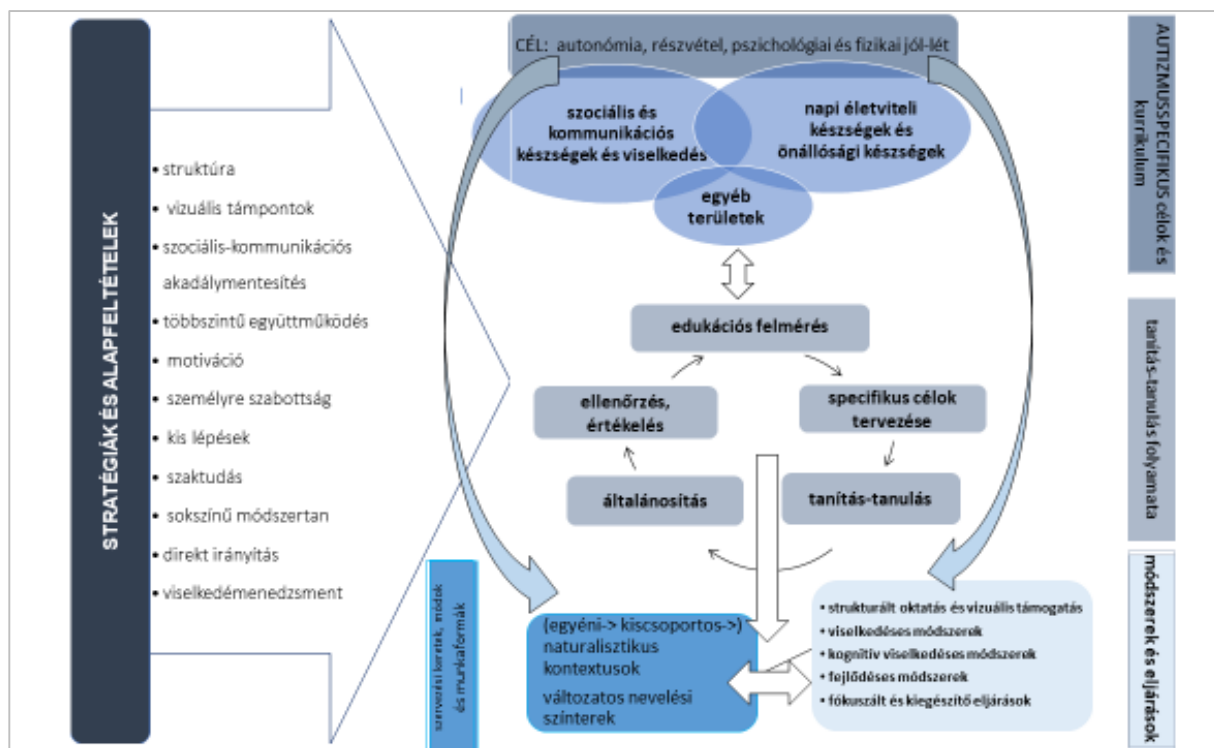 STRATÉGIÁK ÉS ALAPFELTÉTELEK
• struktúra
• vizuális támpontok
• szociális-kommunikációs
akadálymentesítés
• többszintű együttműködés
• motiváció
• személyre szabottság
• kis lépések
• szaktudás
• sokszínű módszertan
• direkt irányítás
• viselkedémenedzsment
CÉL: autonómia, részvétel, pszichológiai és fizikai jól-lét
szociális és
kommunikációs
készségek és viselkedés
napi életviteli
készségek és
önállósági készségek
egyéb
területek
edukációs felmérés
specifikus célok
tervezése
tanítás-tanulás
általánosítás
ellenőrzés,
értékelés
szervezési keretek, módok
és munkaformák
(egyéni-> kiscsoportos->)
naturalisztikus
kontextusok
változatos nevelési
színterek
• strukturált oktatás és vizuális támogatás
• viselkedéses módszerek
• kognitív viselkedéses módszerek
• fejlődéses módszerek
• fókuszált és kiegészítő eljárások
AUTIZMUSSPECIFIKUS célok és
kurrikulum
tanítás-tanulás folyamata
módszerek és eljárások